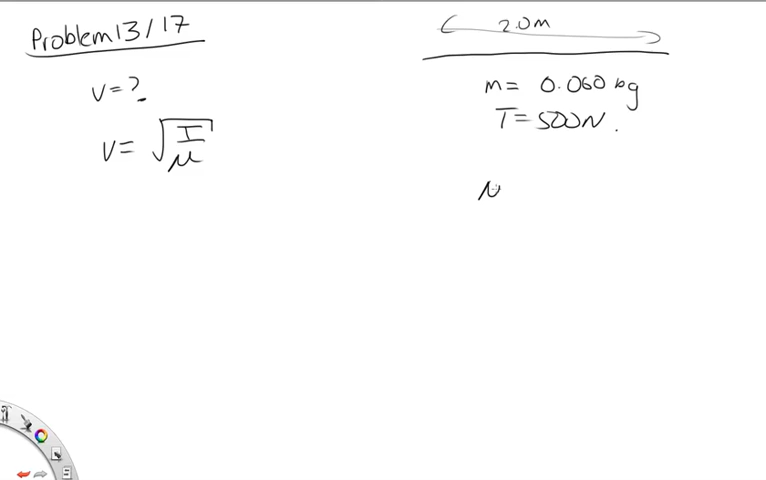 Problem 13/17
v=?
v= √T/μ
2.0m
m= 0.060 kg
T=500N.
μ